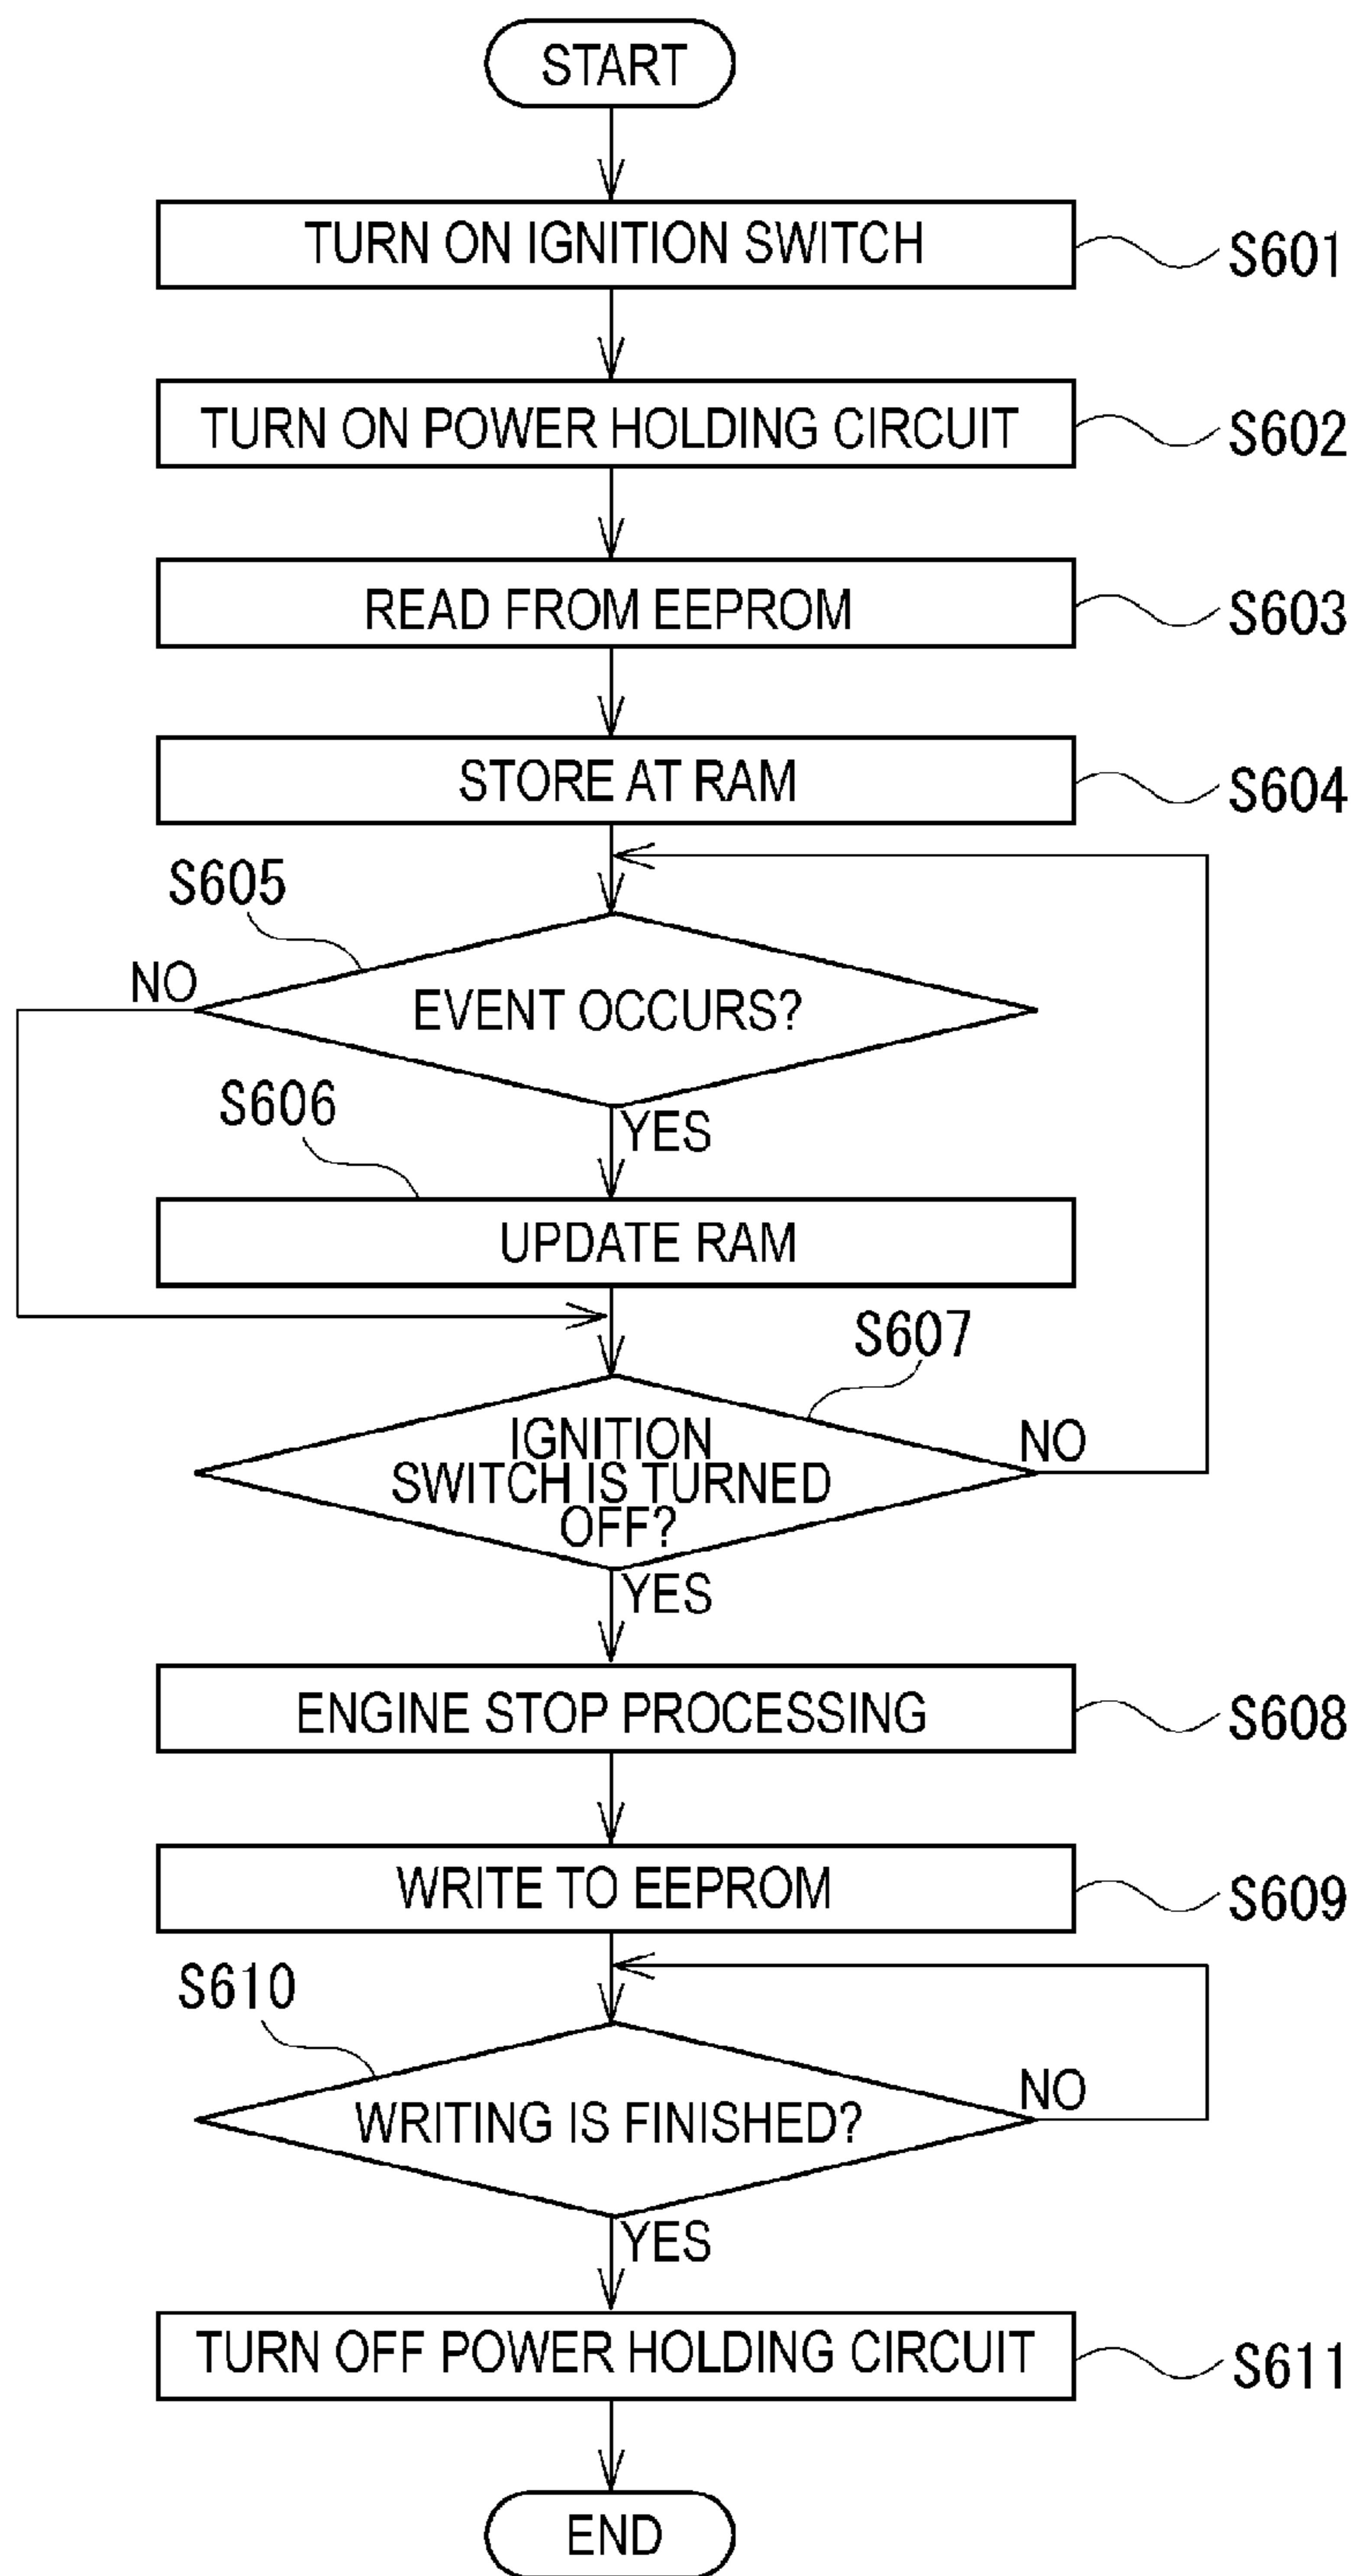 START
TURN ON IGNITION SWITCH
S601
TURN ON POWER HOLDING CIRCUIT
S602
READ FROM EEPROM
S603
STORE AT RAM
S604
S605
NO
EVENT OCCURS?
YES
S606
UPDATE RAM
S607
IGNITION
SWITCH IS TURNED
OFF?
NO
YES
ENGINE STOP PROCESSING
S608
WRITE TO EEPROM
S609
S610
WRITING IS FINISHED?
NO
YES
TURN OFF POWER HOLDING CIRCUIT
S611
END